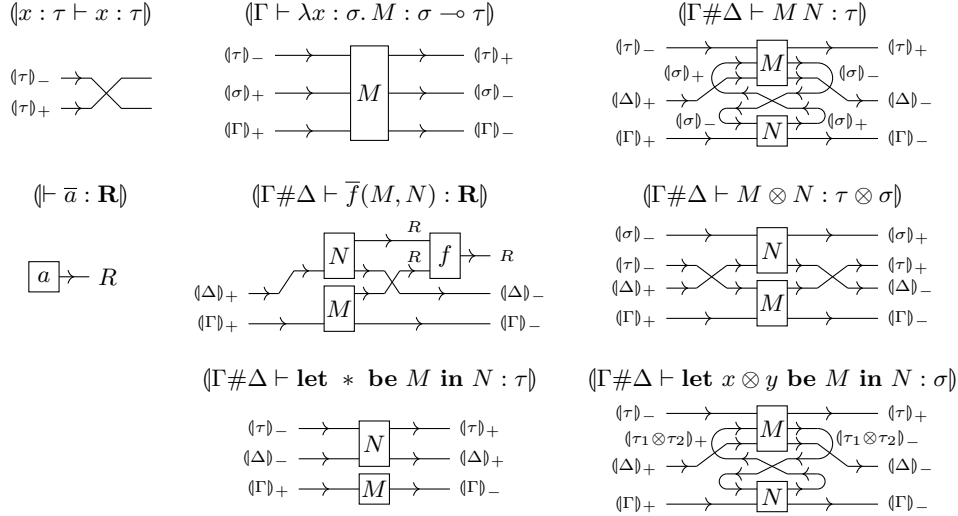 ⦇x : τ ⊢ x : τ⦈
⦇τ⦈₋
⦇τ⦈₊
⦇Γ ⊢ λx : σ. M : σ ⊸ τ⦈
⦇τ⦈₋ ⦇τ⦈₊
⦇σ⦈₊ M ⦇σ⦈₋
⦇Γ⦈₊ ⦇Γ⦈₋
⦇Γ#Δ ⊢ M N : τ⦈
⦇τ⦈₋ M ⦇τ⦈₊
⦇σ⦈₊ ⦇σ⦈₋
⦇Δ⦈₊ ⦇Δ⦈₋
⦇σ⦈₋ ⦇σ⦈₊
⦇Γ⦈₊ N ⦇Γ⦈₋
⦇⊢ a̅ : R⦈
a R
⦇Γ#Δ ⊢ f̅(M, N) : R⦈
N R f R
R
⦇Δ⦈₊ M ⦇Δ⦈₋
⦇Γ⦈₊ ⦇Γ⦈₋
⦇Γ#Δ ⊢ M ⊗ N : τ ⊗ σ⦈
⦇σ⦈₋ N ⦇σ⦈₊
⦇τ⦈₋ ⦇τ⦈₊
⦇Δ⦈₊ M ⦇Δ⦈₋
⦇Γ⦈₊ ⦇Γ⦈₋
⦇Γ#Δ ⊢ let ∗ be M in N : τ⦈
⦇τ⦈₋ N ⦇τ⦈₊
⦇Δ⦈₋ ⦇Δ⦈₊
⦇Γ⦈₊ M ⦇Γ⦈₋
⦇Γ#Δ ⊢ let x ⊗ y be M in N : σ⦈
⦇τ⦈₋ M ⦇τ⦈₊
⦇τ₁⊗τ₂⦈₊ ⦇τ₁⊗τ₂⦈₋
⦇Δ⦈₊ ⦇Δ⦈₋
⦇Γ⦈₊ N ⦇Γ⦈₋